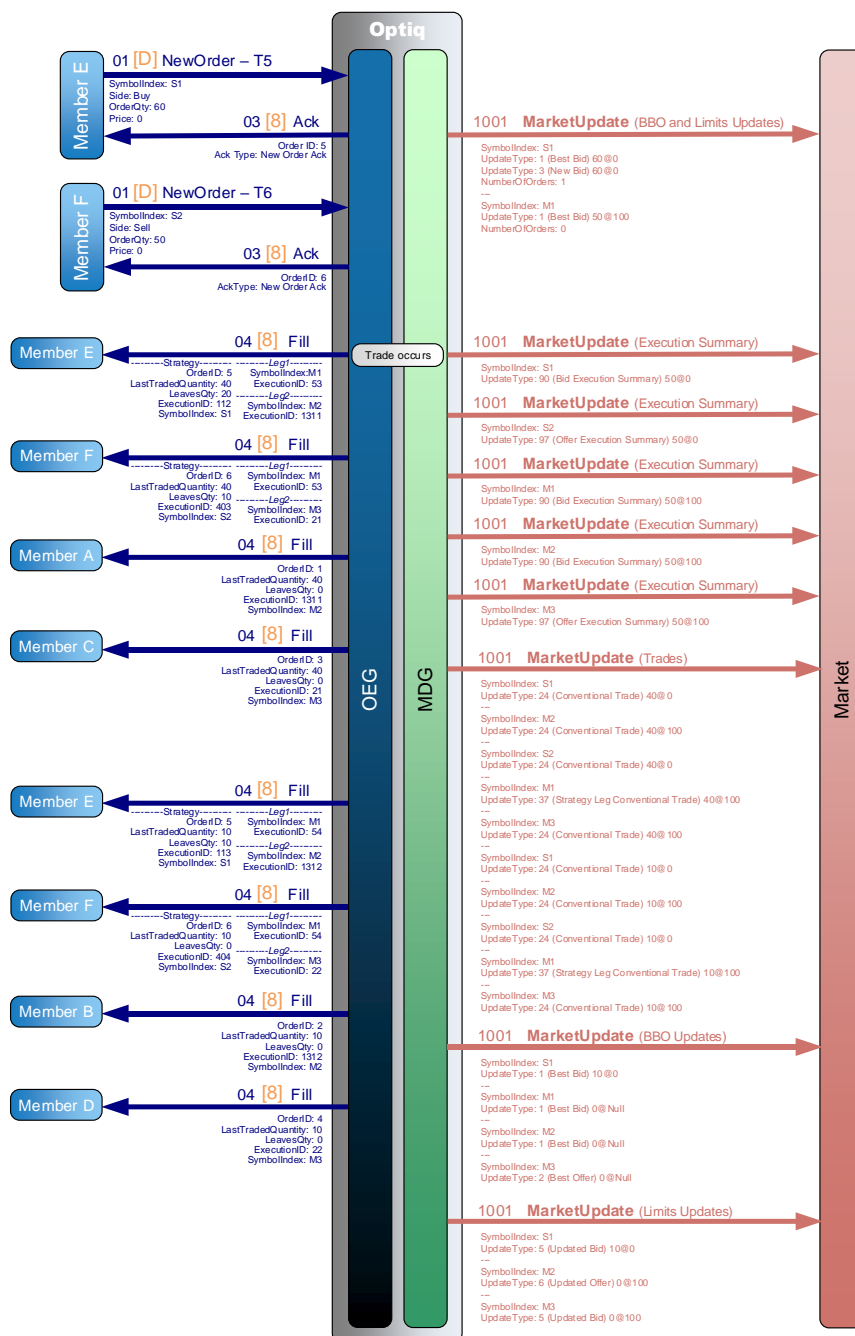 Optiq
01 [D] NewOrder – T5
Member E
SymbolIndex: S1
Side: Buy
OrderQty: 60
Price: 0
03 [8] Ack
Order ID: 5
Ack Type: New Order Ack
01 [D] NewOrder – T6
Member F
SymbolIndex: S2
Side: Sell
OrderQty: 50
Price: 0
03 [8] Ack
OrderID: 6
AckType: New Order Ack
04 [8] Fill
Member E
----------Strategy---------
OrderID: 5
LastTradedQuantity: 40
LeavesQty: 20
ExecutionID: 112
SymbolIndex: S1
----------Leg1----------
SymbolIndex:M1
ExecutionID: 53
----------Leg2----------
SymbolIndex: M2
ExecutionID: 1311
04 [8] Fill
Member F
----------Strategy---------
OrderID: 6
LastTradedQuantity: 40
LeavesQty: 10
ExecutionID: 403
SymbolIndex: S2
----------Leg1----------
SymbolIndex: M1
ExecutionID: 53
----------Leg2----------
SymbolIndex: M3
ExecutionID: 21
04 [8] Fill
Member A
OrderID: 1
LastTradedQuantity: 40
LeavesQty: 0
ExecutionID: 1311
SymbolIndex: M2
04 [8] Fill
Member C
OrderID: 3
LastTradedQuantity: 40
LeavesQty: 0
ExecutionID: 21
SymbolIndex: M3
04 [8] Fill
Member E
----------Strategy---------
OrderID: 5
LastTradedQuantity: 10
LeavesQty: 10
ExecutionID: 113
SymbolIndex: S1
----------Leg1----------
SymbolIndex: M1
ExecutionID: 54
----------Leg2----------
SymbolIndex: M2
ExecutionID: 1312
04 [8] Fill
Member F
----------Strategy---------
OrderID: 6
LastTradedQuantity: 10
LeavesQty: 0
ExecutionID: 404
SymbolIndex: S2
----------Leg1----------
SymbolIndex: M1
ExecutionID: 54
----------Leg2----------
SymbolIndex: M3
ExecutionID: 22
04 [8] Fill
Member B
OrderID: 2
LastTradedQuantity: 10
LeavesQty: 0
ExecutionID: 1312
SymbolIndex: M2
04 [8] Fill
Member D
OrderID: 4
LastTradedQuantity: 10
LeavesQty: 0
ExecutionID: 22
SymbolIndex: M3
Trade occurs
OEG
MDG
1001 MarketUpdate (BBO and Limits Updates)
SymbolIndex: S1
UpdateType: 1 (Best Bid) 60@0
UpdateType: 3 (New Bid) 60@0
NumberOfOrders: 1
---
SymbolIndex: M1
UpdateType: 1 (Best Bid) 50@100
NumberOfOrders: 0
1001 MarketUpdate (Execution Summary)
SymbolIndex: S1
UpdateType: 90 (Bid Execution Summary) 50@0
1001 MarketUpdate (Execution Summary)
SymbolIndex: S2
UpdateType: 97 (Offer Execution Summary) 50@0
1001 MarketUpdate (Execution Summary)
SymbolIndex: M1
UpdateType: 90 (Bid Execution Summary) 50@100
1001 MarketUpdate (Execution Summary)
SymbolIndex: M2
UpdateType: 90 (Bid Execution Summary) 50@100
1001 MarketUpdate (Execution Summary)
SymbolIndex: M3
UpdateType: 97 (Offer Execution Summary) 50@100
1001 MarketUpdate (Trades)
SymbolIndex: S1
UpdateType: 24 (Conventional Trade) 40@0
---
SymbolIndex: M2
UpdateType: 24 (Conventional Trade) 40@100
---
SymbolIndex: S2
UpdateType: 24 (Conventional Trade) 40@0
---
SymbolIndex: M1
UpdateType: 37 (Strategy Leg Conventional Trade) 40@100
---
SymbolIndex: M3
UpdateType: 24 (Conventional Trade) 40@100
---
SymbolIndex: S1
UpdateType: 24 (Conventional Trade) 10@0
---
SymbolIndex: M2
UpdateType: 24 (Conventional Trade) 10@100
---
SymbolIndex: S2
UpdateType: 24 (Conventional Trade) 10@0
---
SymbolIndex: M1
UpdateType: 37 (Strategy Leg Conventional Trade) 10@100
---
SymbolIndex: M3
UpdateType: 24 (Conventional Trade) 10@100
1001 MarketUpdate (BBO Updates)
SymbolIndex: S1
UpdateType: 1 (Best Bid) 10@0
---
SymbolIndex: M1
UpdateType: 1 (Best Bid) 0@Null
---
SymbolIndex: M2
UpdateType: 1 (Best Bid) 0@Null
---
SymbolIndex: M3
UpdateType: 2 (Best Offer) 0@Null
1001 MarketUpdate (Limits Updates)
SymbolIndex: S1
UpdateType: 5 (Updated Bid) 10@0
---
SymbolIndex: M2
UpdateType: 6 (Updated Offer) 0@100
---
SymbolIndex: M3
UpdateType: 5 (Updated Bid) 0@100
Market